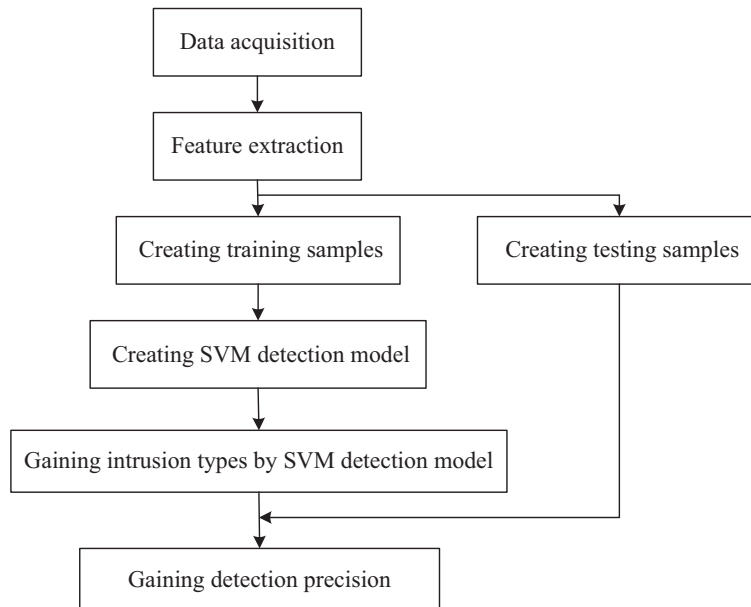 Data acquisition
Feature extraction
Creating training samples
Creating testing samples
Creating SVM detection model
Gaining intrusion types by SVM detection model
Gaining detection precision